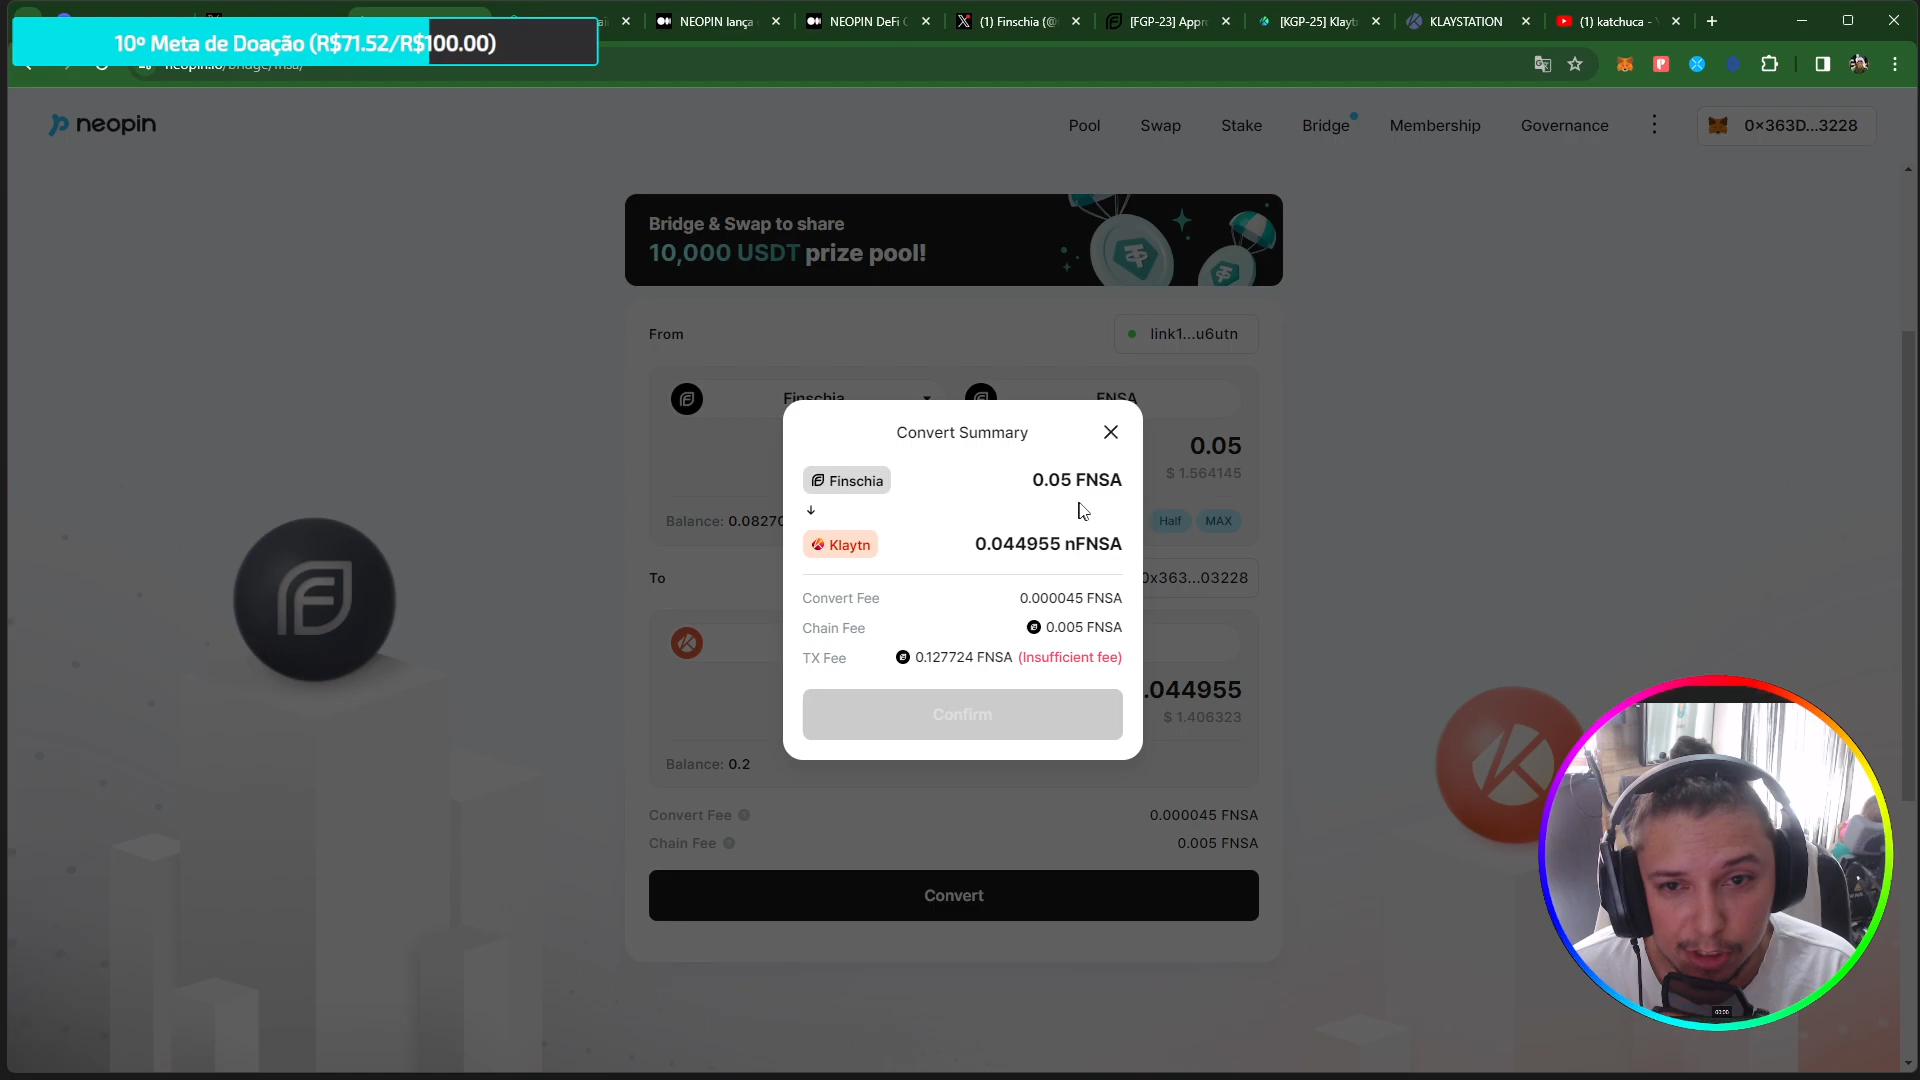 10º Meta de Doação (R$71.52/R$100.00)
NEOPIN lança
NEOPIN DeFi
(1) Finschia (@
[FGP-23] Appro
[KGP-25] Klayt
KLAYSTATION
(1) katchuca -
neopin
Pool
Swap
Stake
Bridge
Membership
Governance
0×363D...3228
Bridge & Swap to share
10,000 USDT prize pool!
From
link1...u6utn
Finschia
FNSA
0.05
$ 1.564145
Balance: 0.0827
Half
MAX
To
0x363...03228
.044955
$ 1.406323
Balance: 0.2
Convert Fee
0.000045 FNSA
Chain Fee
0.005 FNSA
Convert
Convert Summary
Finschia
0.05 FNSA
Klaytn
0.044955 nFNSA
Convert Fee
0.000045 FNSA
Chain Fee
0.005 FNSA
TX Fee
0.127724 FNSA (Insufficient fee)
Confirm